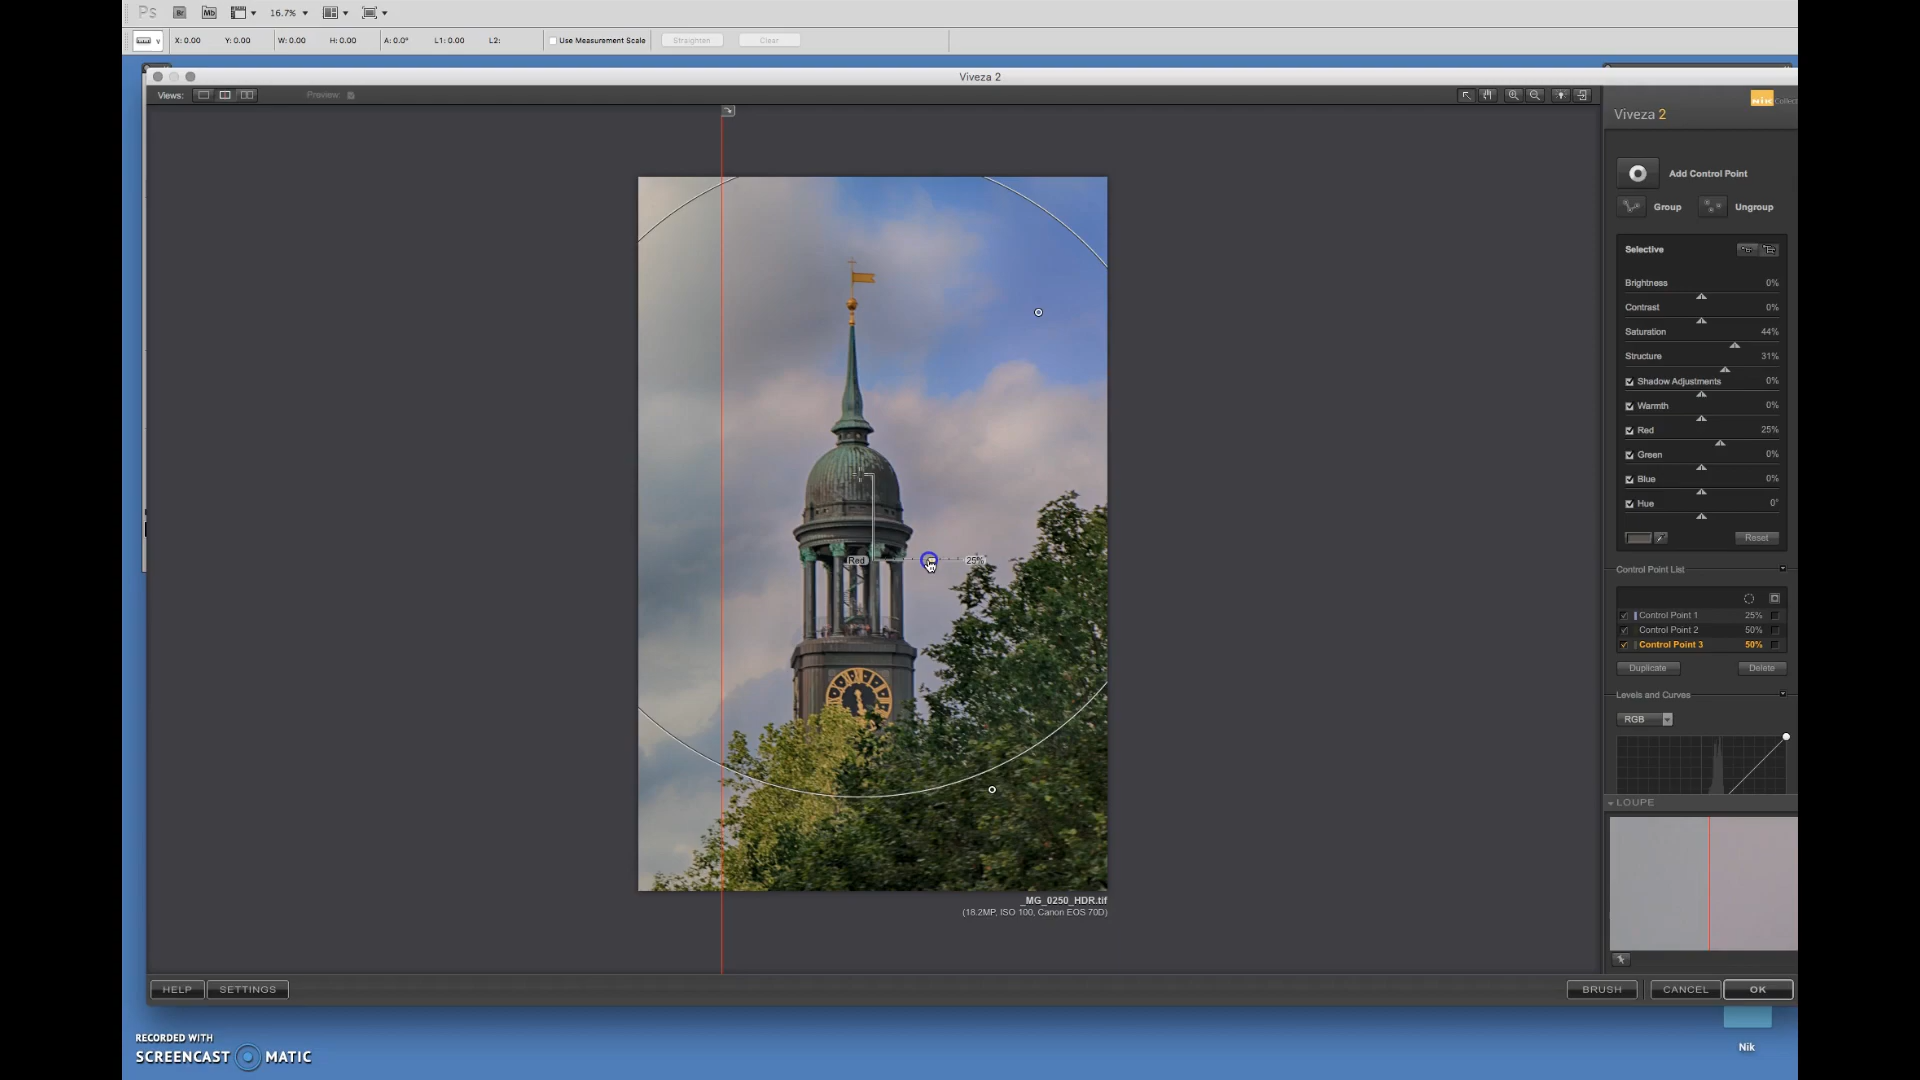 Ps Br Mb 16.7%
X: 0.00 Y: 0.00 W: 0.00 H: 0.00 A: 0.0° L1: 0.00 L2: Use Measurement Scale Straighten Clear
Viveza 2
Views: Preview:
Nik Collec
Viveza 2
Add Control Point
Group Ungroup
Selective
Brightness 0%
Contrast 0%
Saturation 44%
Structure 31%
Shadow Adjustments 0%
Warmth 0%
Red 25%
Green 0%
Blue 0%
Hue 0°
Reset
Red 25%
Control Point List
Control Point 1 25%
Control Point 2 50%
Control Point 3 50%
Duplicate Delete
Levels and Curves
RGB
LOUPE
_MG_0250_HDR.tif
(18.2MP, ISO 100, Canon EOS 70D)
HELP SETTINGS BRUSH CANCEL OK
RECORDED WITH
SCREENCAST MATIC
Nik